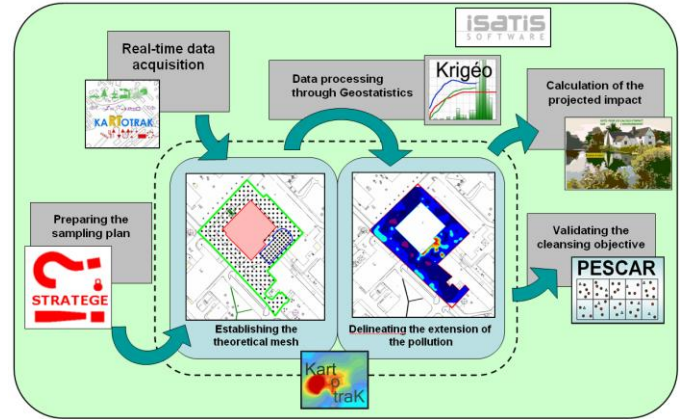 isatis
SOFTWARE
Real-time data
acquisition
KARTOTRAK
Data processing
through Geostatistics
Krigéo
Calculation of the
projected impact
Preparing the
sampling plan
STRATEGE
Validating the
cleansing objective
PESCAR
Establishing the
theoretical mesh
Delineating the extension of
the pollution
Kart
o
traK